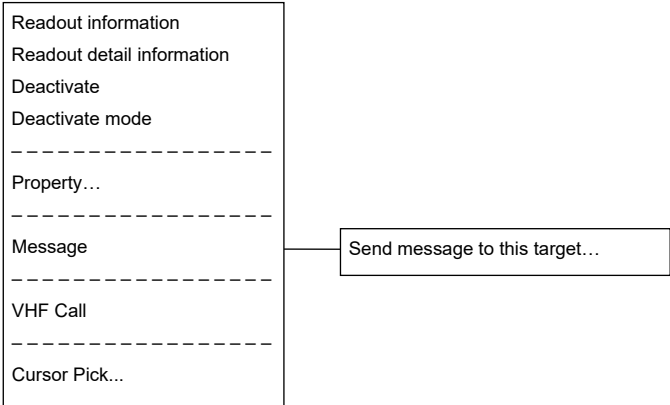 Readout information
Readout detail information
Deactivate
Deactivate mode
Property…
Message
Send message to this target…
VHF Call
Cursor Pick...